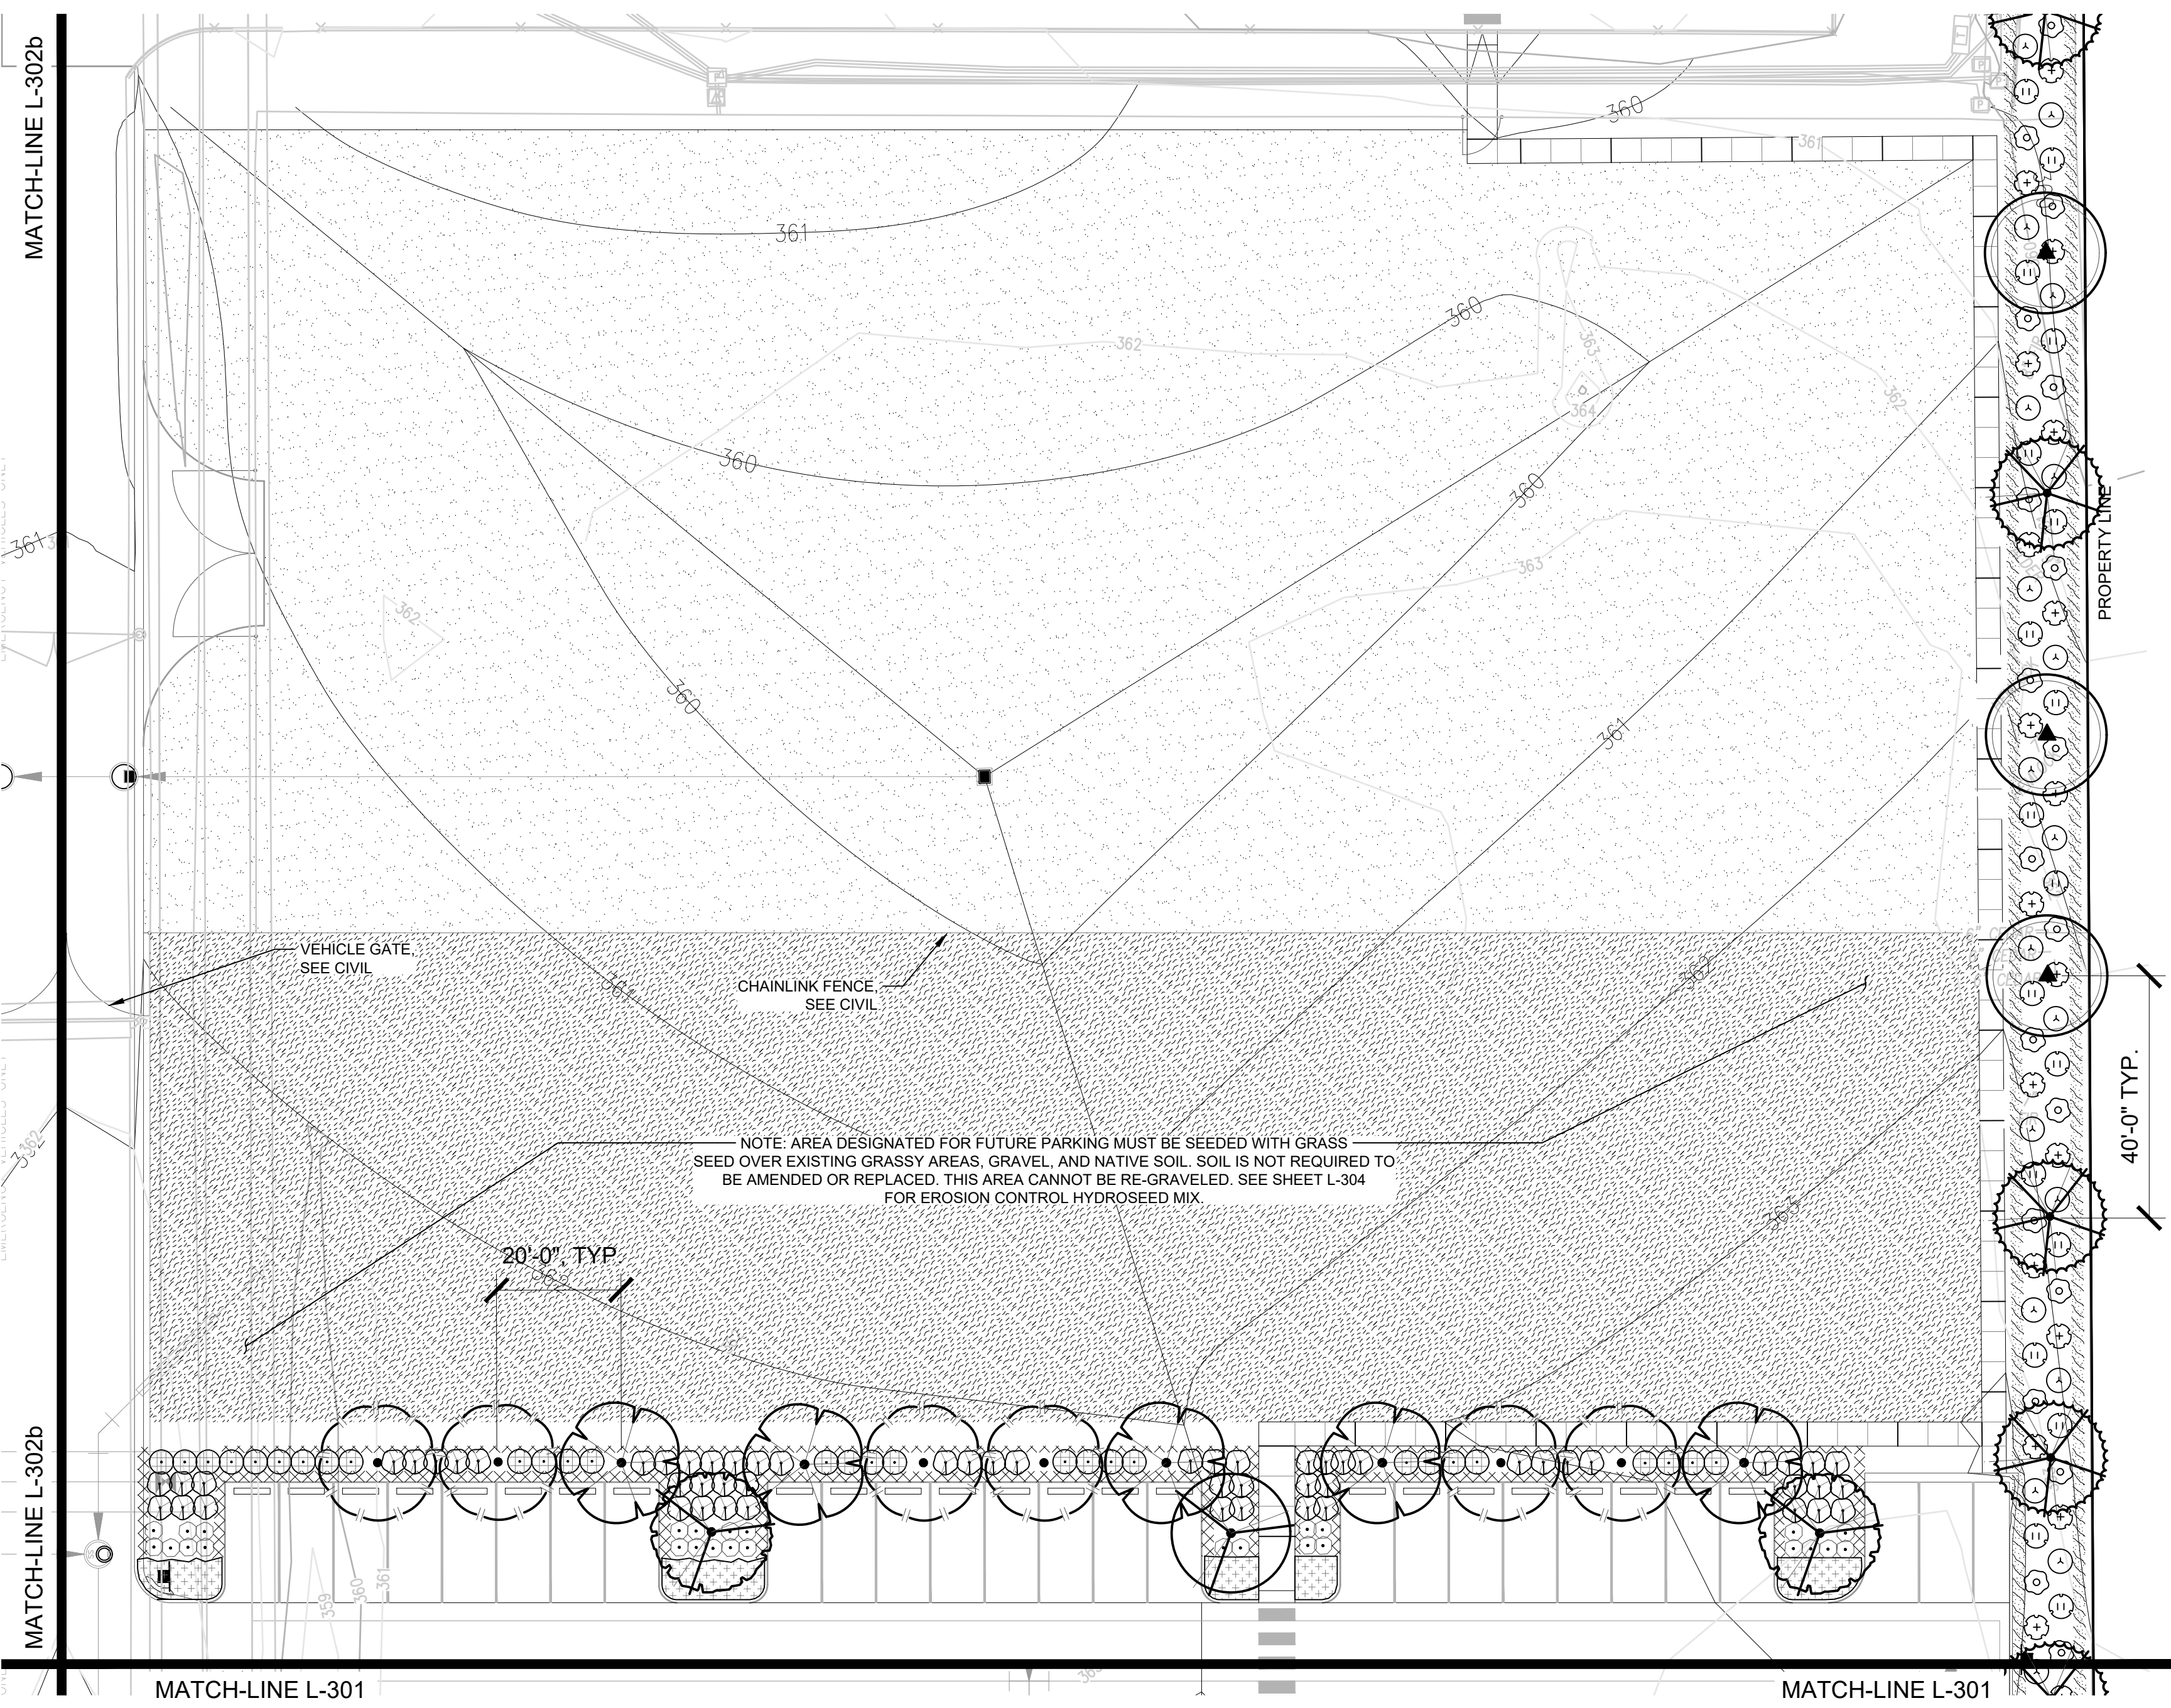 MATCH-LINE L-302b
360
361
361
360
362
363
364
362
360
360
361
363
362
360
361
PROPERTY LINE
VEHICLE GATE,
SEE CIVIL
CHAINLINK FENCE,
SEE CIVIL
361
362
362
40'-0" TYP.
NOTE: AREA DESIGNATED FOR FUTURE PARKING MUST BE SEEDED WITH GRASS
SEED OVER EXISTING GRASSY AREAS, GRAVEL, AND NATIVE SOIL. SOIL IS NOT REQUIRED TO
BE AMENDED OR REPLACED. THIS AREA CANNOT BE RE-GRAVELED. SEE SHEET L-304
FOR EROSION CONTROL HYDROSEED MIX.
363
20'-0", TYP.
362
MATCH-LINE L-302b
359
360
361
MATCH-LINE L-301
MATCH-LINE L-301